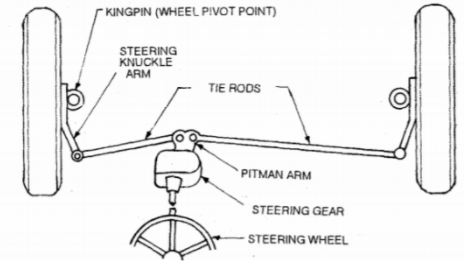 KINGPIN (WHEEL PIVOT POINT)
STEERING
KNUCKLE
ARM
TIE RODS
PITMAN ARM
STEERING GEAR
STEERING WHEEL